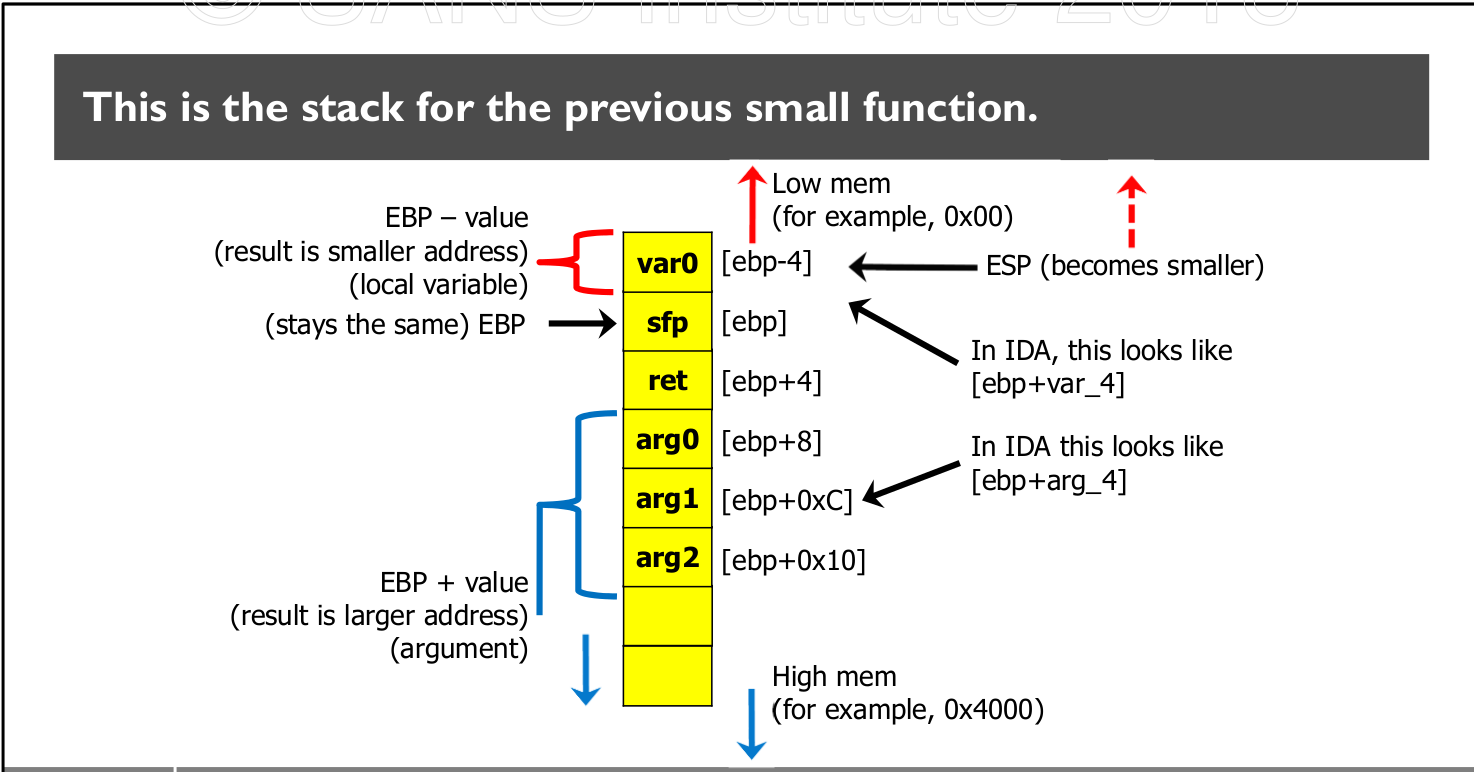 © SANS Institute 2018
This is the stack for the previous small function.
Low mem
(for example, 0x00)
EBP – value
(result is smaller address)
(local variable)
var0 [ebp-4]
ESP (becomes smaller)
(stays the same) EBP
sfp [ebp]
In IDA, this looks like
[ebp+var_4]
ret [ebp+4]
arg0 [ebp+8]
In IDA this looks like
[ebp+arg_4]
arg1 [ebp+0xC]
arg2 [ebp+0x10]
EBP + value
(result is larger address)
(argument)
High mem
(for example, 0x4000)